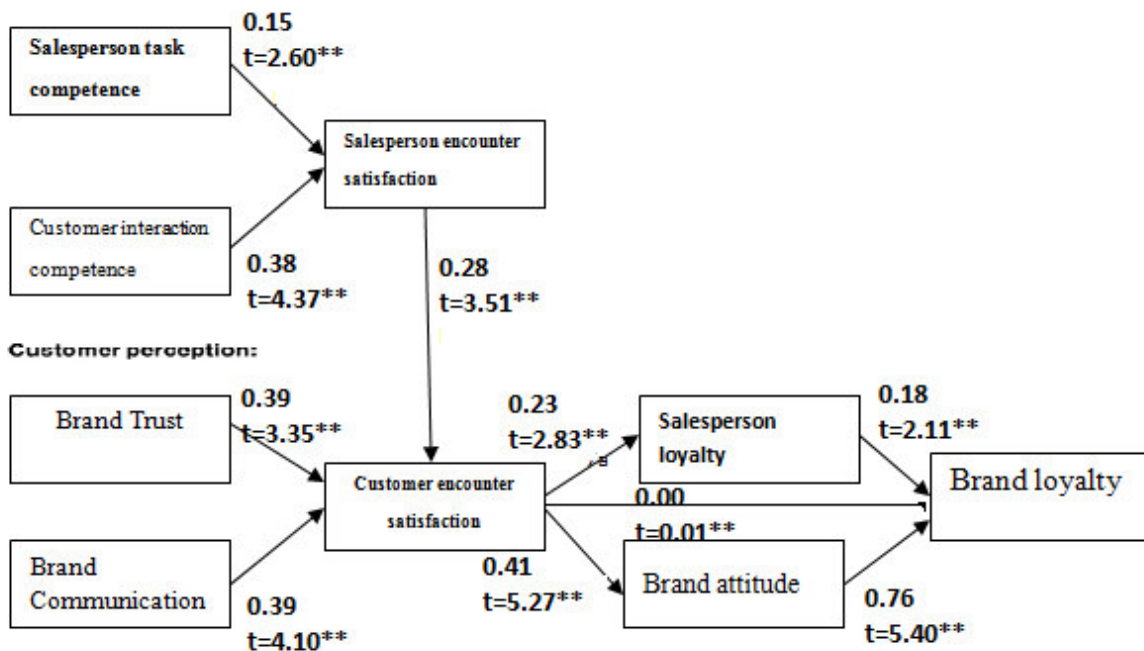 0.15
t=2.60**
Salesperson task
competence
Salesperson encounter
satisfaction
Customer interaction
competence
0.38
t=4.37**
0.28
t=3.51**
Customer perception:
Brand Trust
0.39
t=3.35**
0.23
t=2.83**
Salesperson
loyalty
0.18
t=2.11**
Brand loyalty
Customer encounter
satisfaction
0.00
t=0.01**
Brand
Communication
0.39
t=4.10**
0.41
t=5.27**
Brand attitude
0.76
t=5.40**